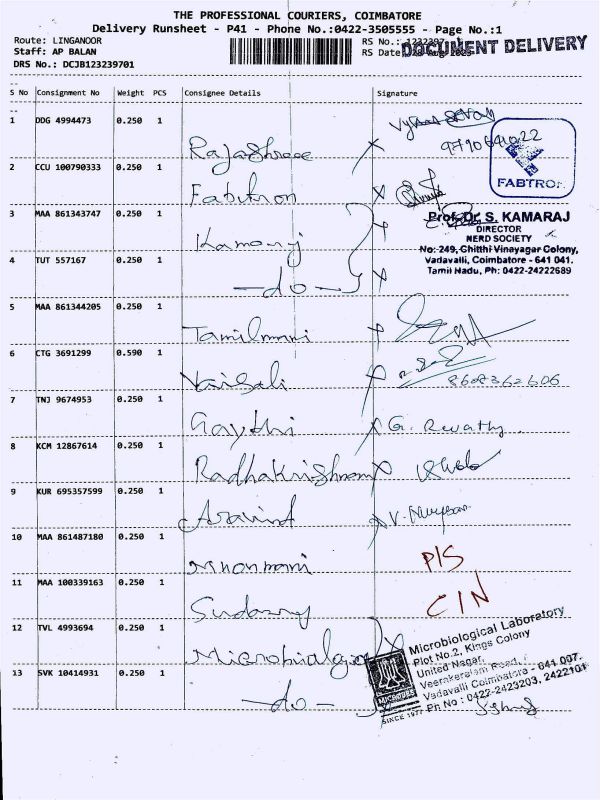 THE PROFESSIONAL COURIERS, COIMBATORE
Delivery Runsheet - P41 - Phone No.:0422-3505555 - Page No.:1
Route: LINGANOOR
RS No.:
Staff: AP BALAN
RS Date
DOCUMENT DELIVERY
DRS No.: DCJB123239701
S No Consignment No Weight PCS Consignee Details Signature
1 DDG 4994473 0.250 1 Rajashree
2 CCU 100790333 0.250 1 Fabitron
FABTRON
3 MAA 861343747 0.250 1 Kamaraj
Prof. Dr. S. KAMARAJ
DIRECTOR
NERD SOCIETY
No: 249, Chitthi Vinayagar Colony,
Vadavalli, Coimbatore - 641 041.
Tamil Nadu, Ph: 0422-24222689
4 TUT 557167 0.250 1 - do -
5 MAA 861344205 0.250 1 Tamilmani
6 CTG 3691299 0.590 1 Vaisali
8608362606
7 TNJ 9674953 0.250 1 Gaythi G. Revathy
8 KCM 12867614 0.250 1 Radhakrishnan
9 KUR 695357599 0.250 1 Aravind
10 MAA 861487180 0.250 1 P/S
11 MAA 100339163 0.250 1 C/N
12 TVL 4993694 0.250 1
Microbiological Laboratory
Plot No.2, Kings Colony
United Nagar,
Veerakeralam Road,
Vadavalli Coimbatore - 641 007.
Ph No : 0422-2423203, 2422101
SINCE 1977
13 SVK 10414931 0.250 1 - do -